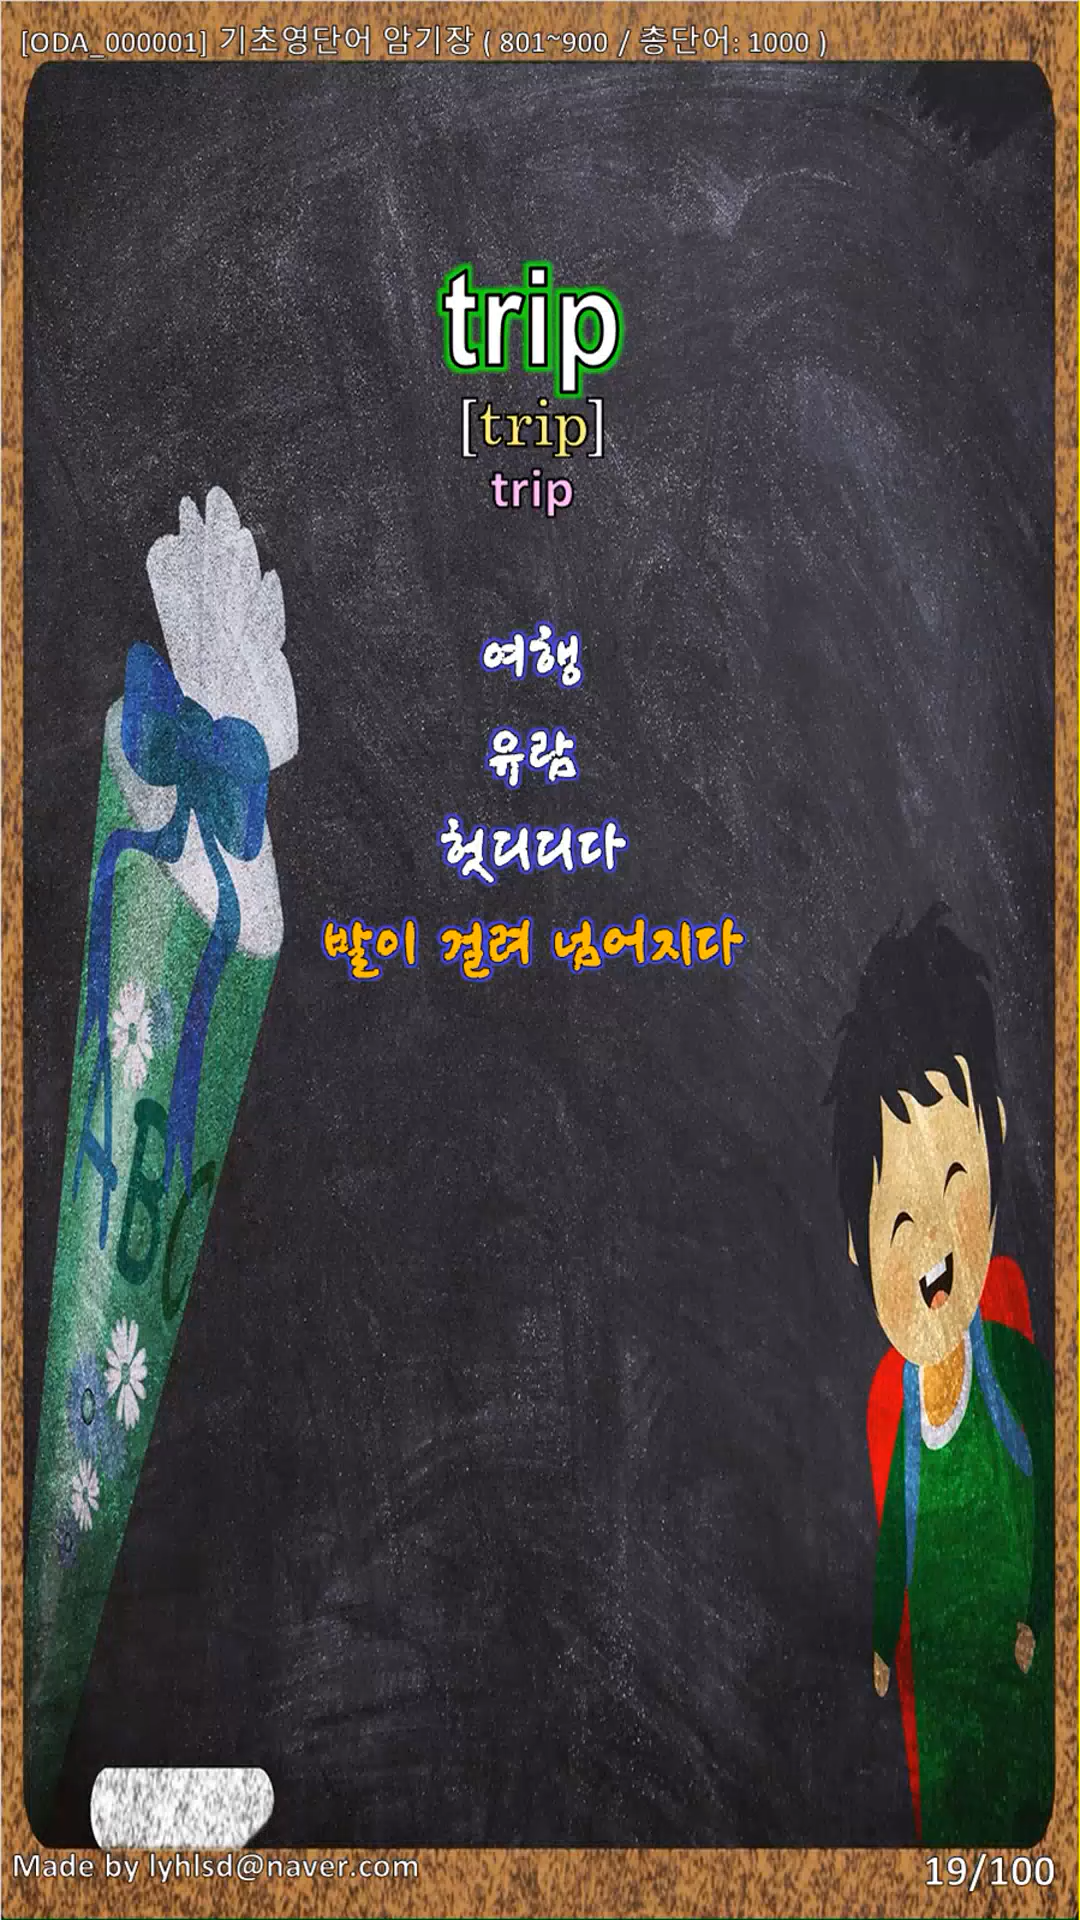 [ODA_000001] 기초영단어 암기장 ( 801~900 / 총단어: 1000 )
trip
[trip]
trip
여행
유람
헛디디다
발이 걸려 넘어지다
ABC
Made by lyhlsd@naver.com
19/100